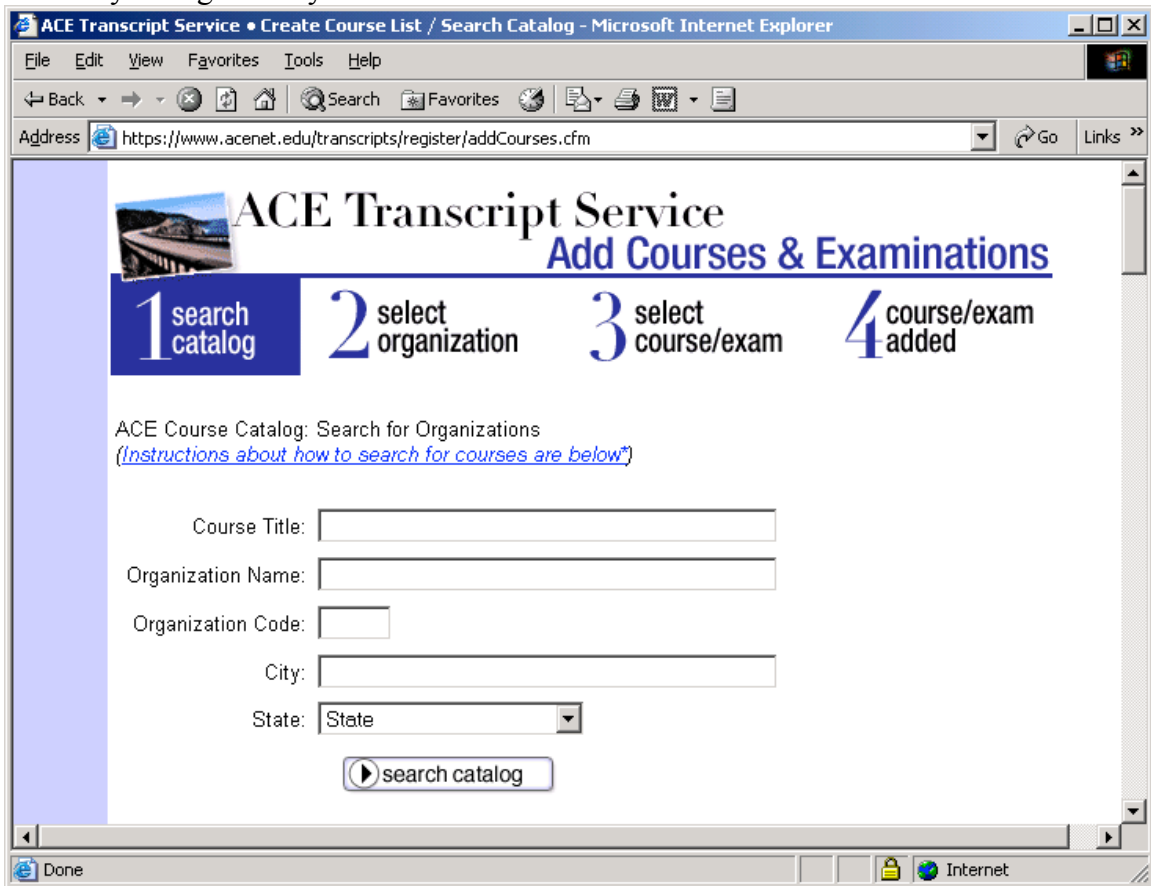 ACE Transcript Service • Create Course List / Search Catalog - Microsoft Internet Explorer
File Edit View Favorites Tools Help
Back Search Favorites
Address https://www.acenet.edu/transcripts/register/addCourses.cfm Go Links »
ACE Transcript Service
Add Courses & Examinations
1 search catalog
2 select organization
3 select course/exam
4 course/exam added
ACE Course Catalog: Search for Organizations
(Instructions about how to search for courses are below*)
Course Title:
Organization Name:
Organization Code:
City:
State: State
search catalog
Done Internet